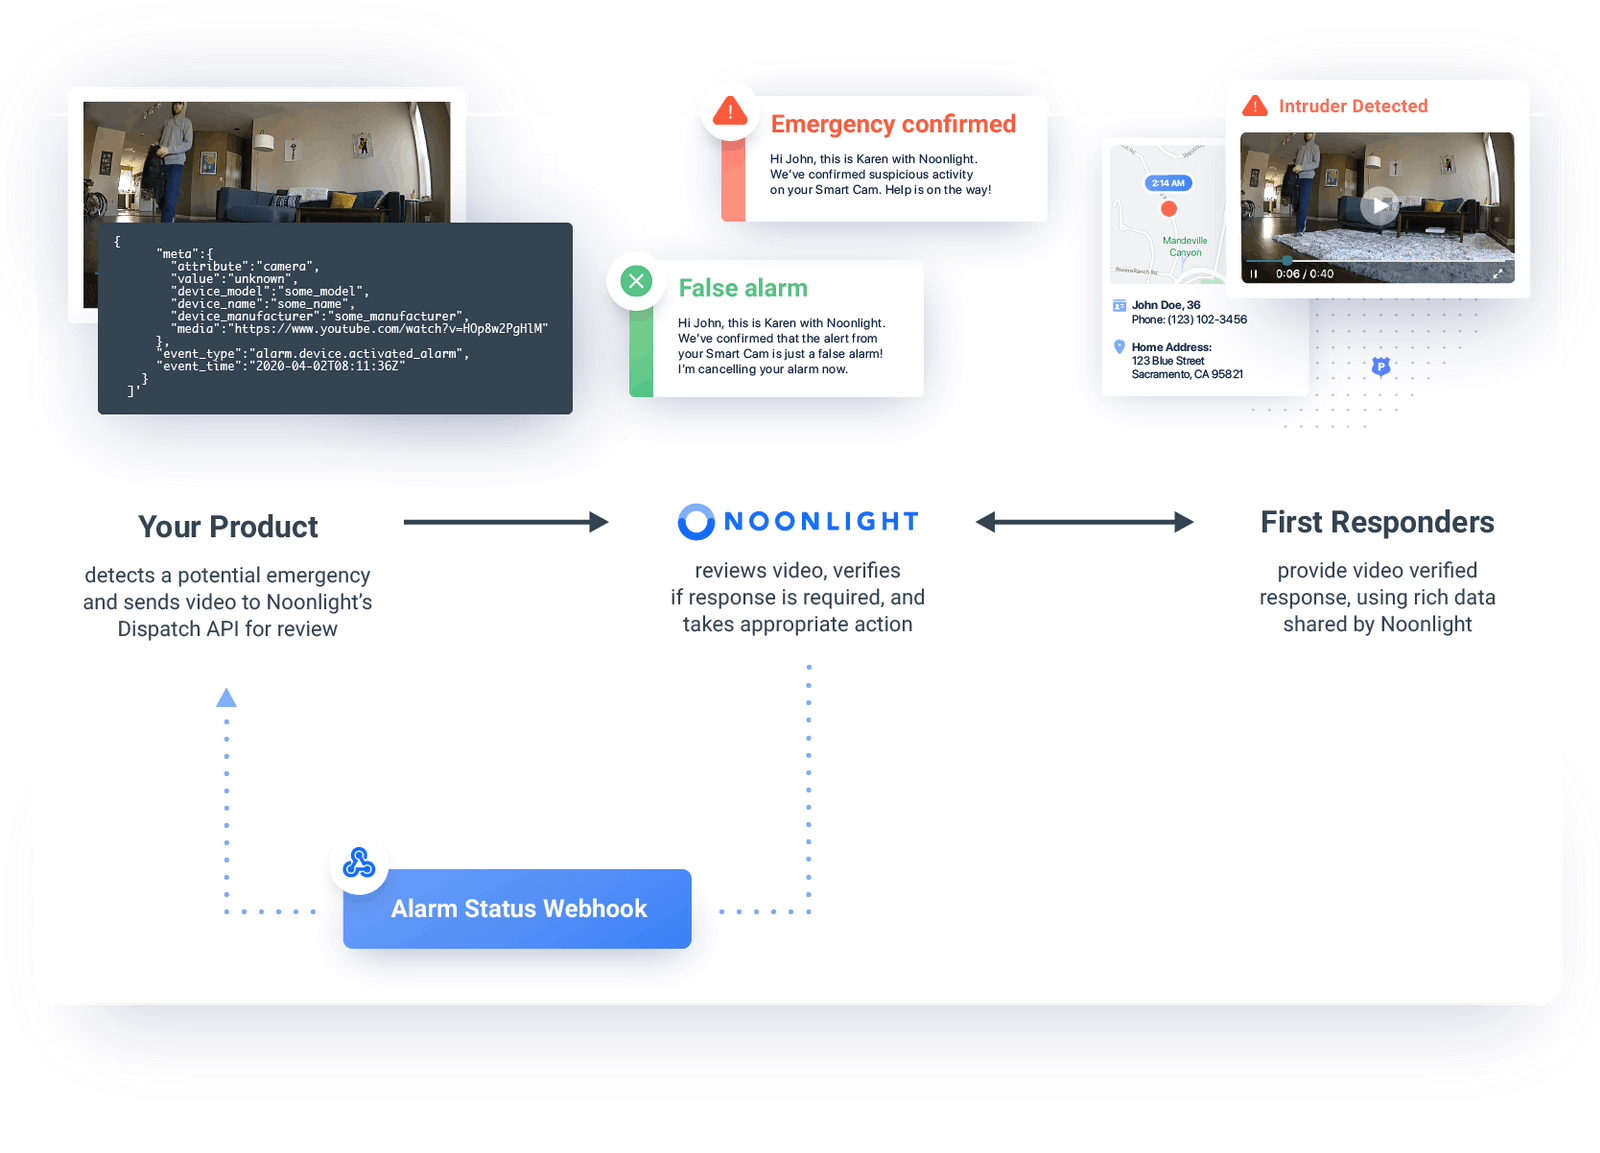 {
"meta":{
"attribute":"camera",
"value":"unknown",
"device_model":"some_model",
"device_name":"some_name",
"device_manufacturer":"some_manufacturer",
"media":"https://www.youtube.com/watch?v=HOp8w2PgHlM"
},
"event_type":"alarm.device.activated_alarm",
"event_time":"2020-04-02T08:11:36Z"
}
]'
Emergency confirmed
Hi John, this is Karen with Noonlight.
We've confirmed suspicious activity
on your Smart Cam. Help is on the way!
False alarm
Hi John, this is Karen with Noonlight.
We've confirmed that the alert from
your Smart Cam is just a false alarm!
I'm cancelling your alarm now.
Intruder Detected
0:06 / 0:40
2:14 AM
Mandeville
Canyon
John Doe, 36
Phone: (123) 102-3456
Home Address:
123 Blue Street
Sacramento, CA 95821
P
Your Product
detects a potential emergency
and sends video to Noonlight's
Dispatch API for review
NOONLIGHT
reviews video, verifies
if response is required, and
takes appropriate action
First Responders
provide video verified
response, using rich data
shared by Noonlight
Alarm Status Webhook